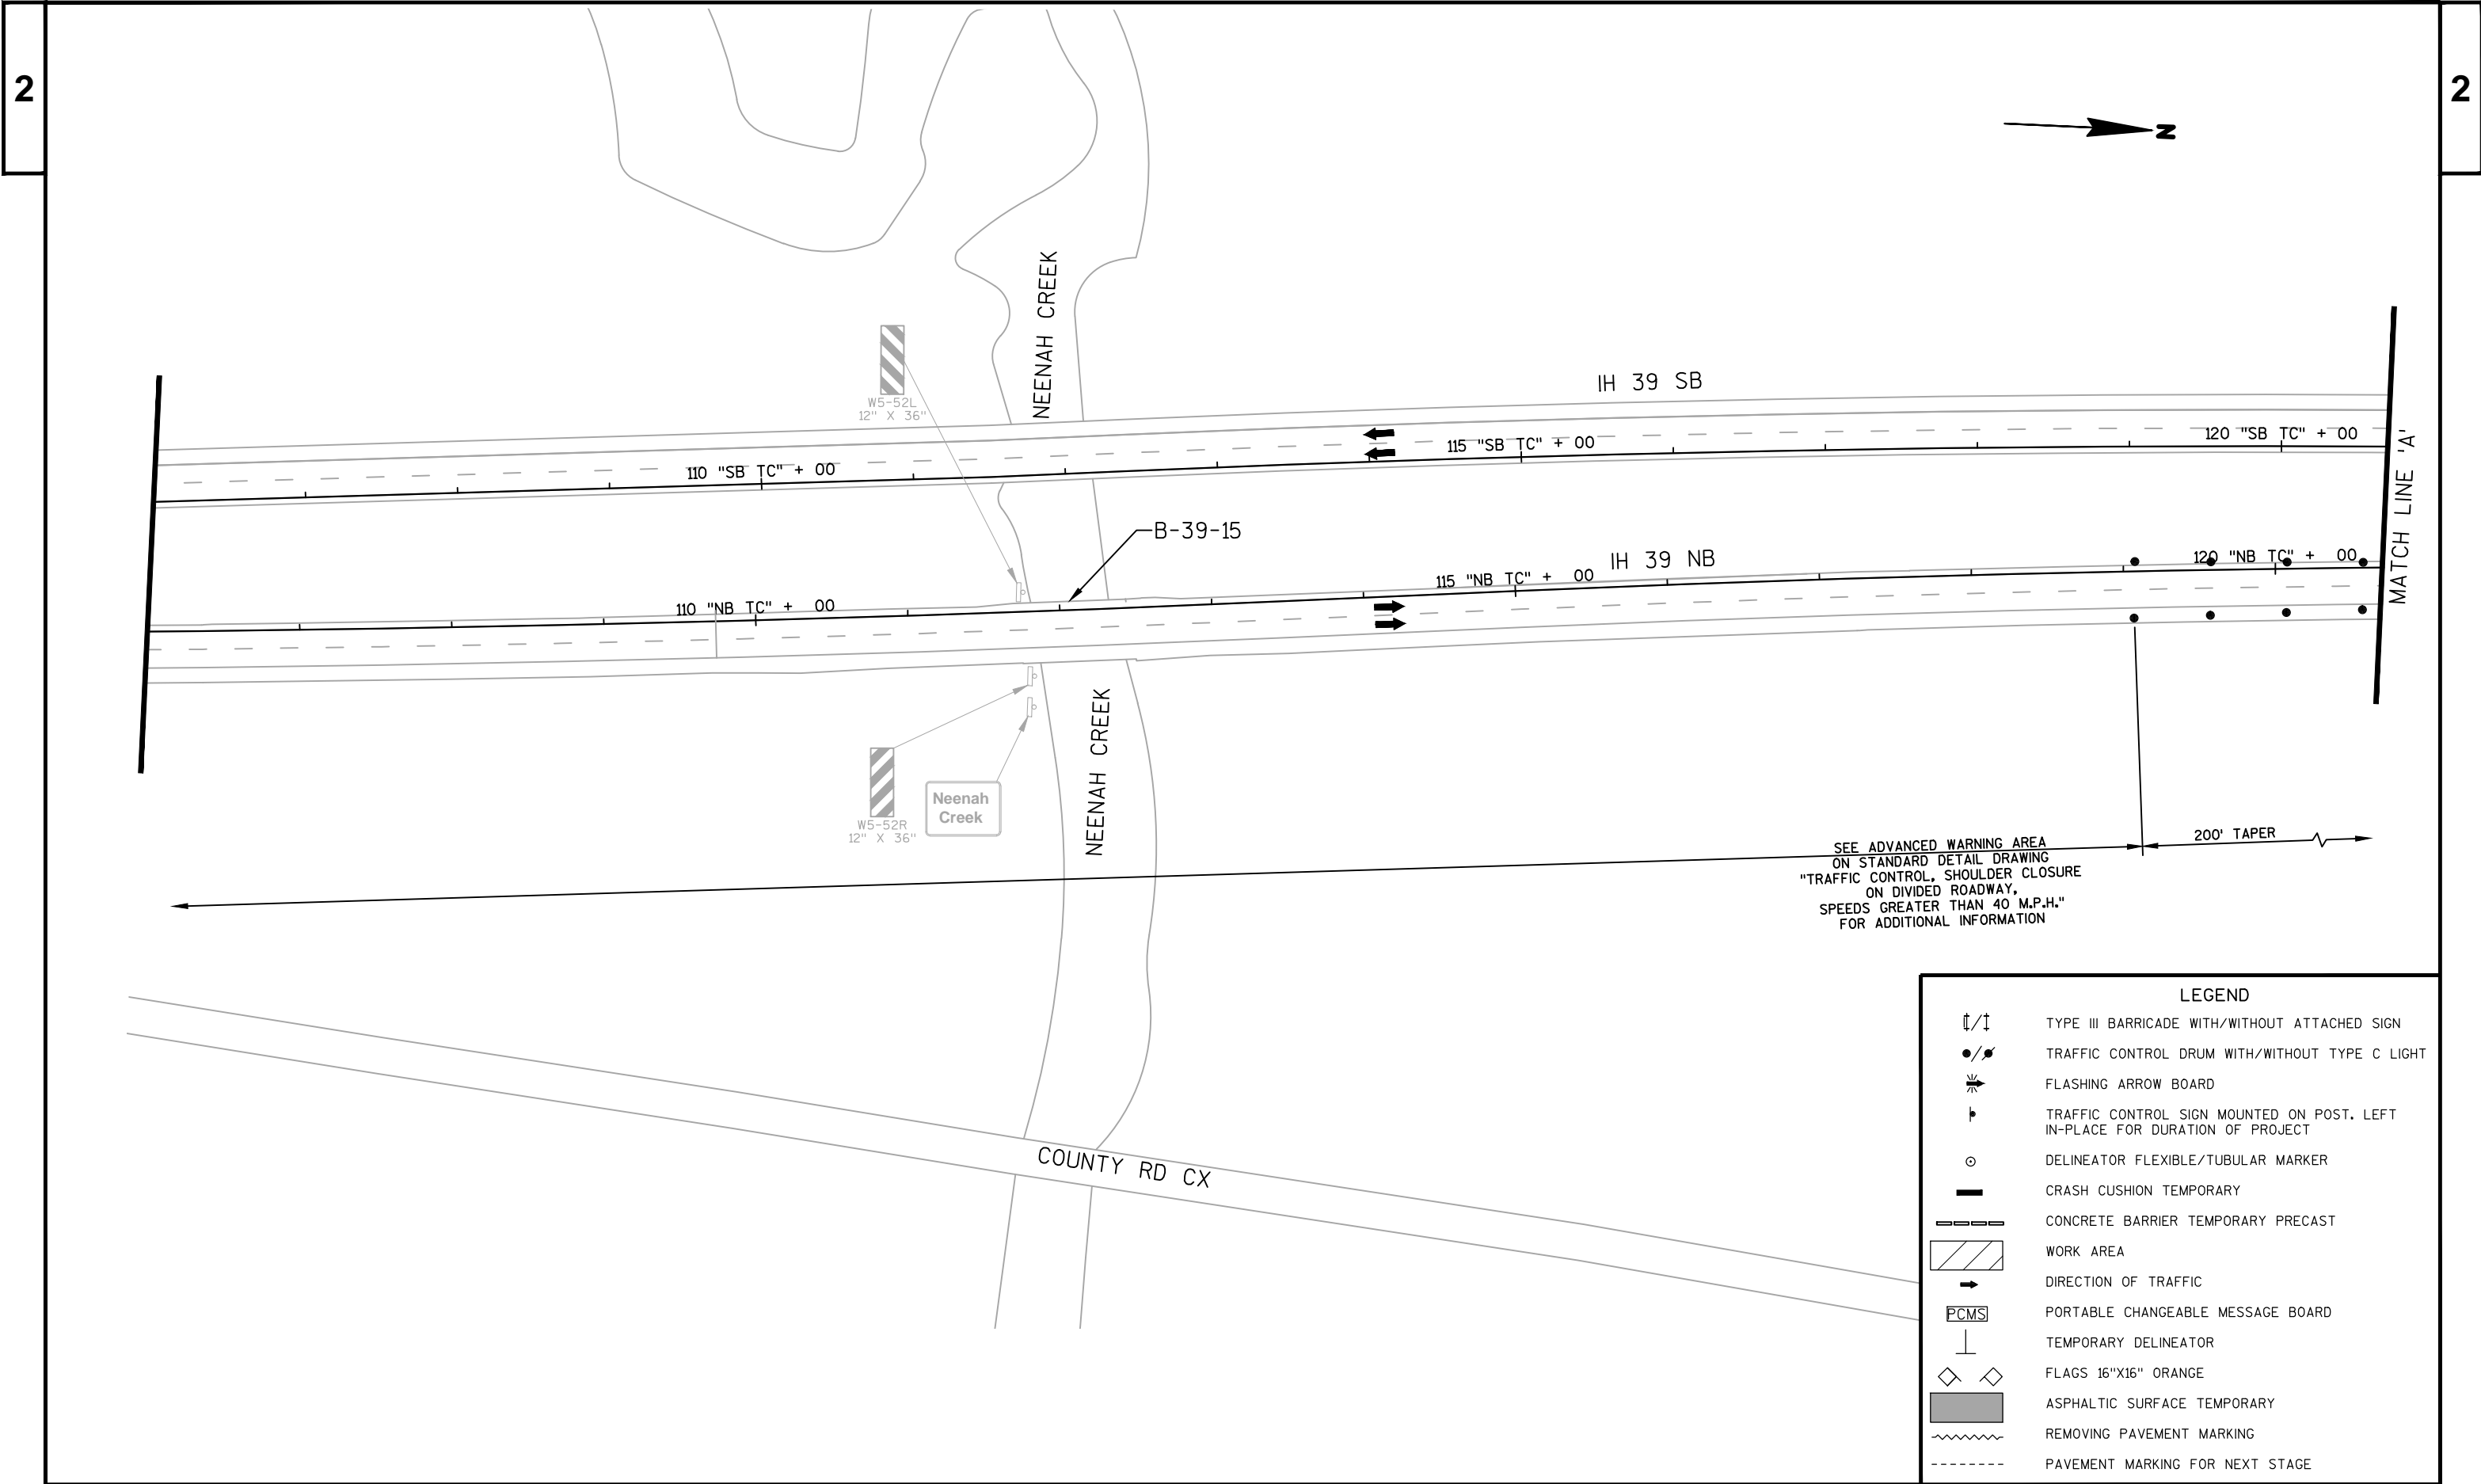 2
2
N
NEENAH CREEK
W5-52L
12" X 36"
IH 39 SB
110 "SB TC" + 00
115 "SB TC" + 00
120 "SB TC" + 00
MATCH LINE 'A'
B-39-15
IH 39 NB
110 "NB TC" + 00
115 "NB TC" + 00
120 "NB TC" + 00
NEENAH CREEK
W5-52R
12" X 36"
Neenah
Creek
SEE ADVANCED WARNING AREA
ON STANDARD DETAIL DRAWING
"TRAFFIC CONTROL, SHOULDER CLOSURE
ON DIVIDED ROADWAY,
SPEEDS GREATER THAN 40 M.P.H."
FOR ADDITIONAL INFORMATION
200' TAPER
COUNTY RD CX
LEGEND
TYPE III BARRICADE WITH/WITHOUT ATTACHED SIGN
TRAFFIC CONTROL DRUM WITH/WITHOUT TYPE C LIGHT
FLASHING ARROW BOARD
TRAFFIC CONTROL SIGN MOUNTED ON POST. LEFT
IN-PLACE FOR DURATION OF PROJECT
DELINEATOR FLEXIBLE/TUBULAR MARKER
CRASH CUSHION TEMPORARY
CONCRETE BARRIER TEMPORARY PRECAST
WORK AREA
DIRECTION OF TRAFFIC
PCMS PORTABLE CHANGEABLE MESSAGE BOARD
TEMPORARY DELINEATOR
FLAGS 16"X16" ORANGE
ASPHALTIC SURFACE TEMPORARY
REMOVING PAVEMENT MARKING
PAVEMENT MARKING FOR NEXT STAGE